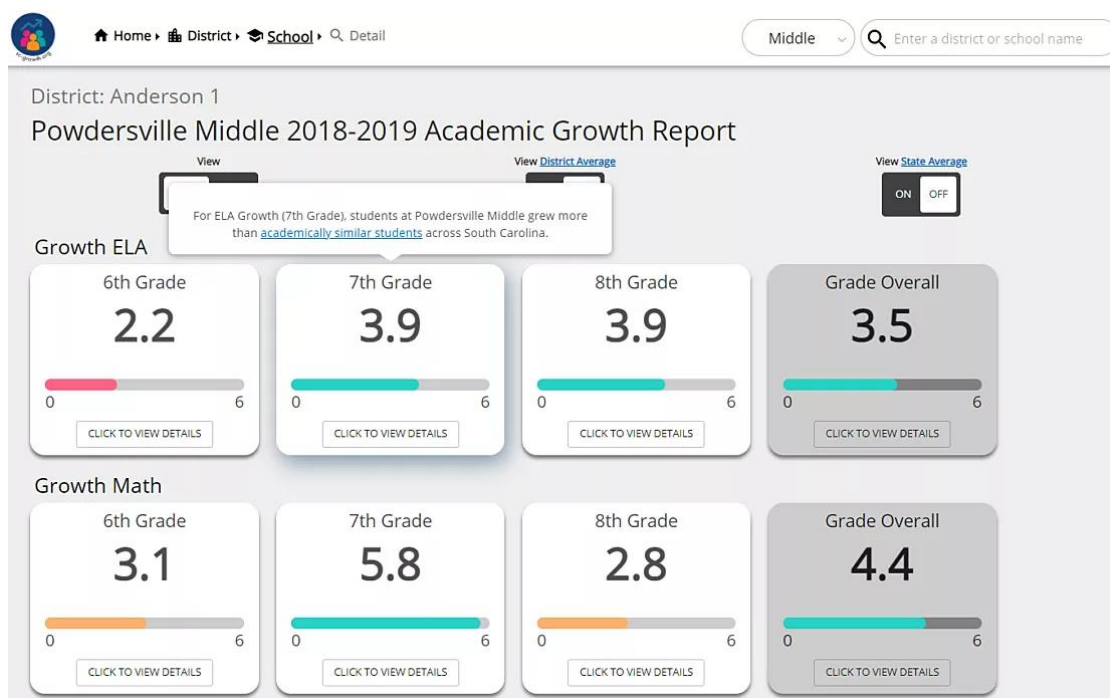 Home District School Detail
Middle
Enter a district or school name
District: Anderson 1
Powdersville Middle 2018-2019 Academic Growth Report
View
View District Average
View State Average
ON OFF
For ELA Growth (7th Grade), students at Powdersville Middle grew more
than academically similar students across South Carolina.
Growth ELA
6th Grade
2.2
0 6
CLICK TO VIEW DETAILS
7th Grade
3.9
0 6
CLICK TO VIEW DETAILS
8th Grade
3.9
0 6
CLICK TO VIEW DETAILS
Grade Overall
3.5
0 6
CLICK TO VIEW DETAILS
Growth Math
6th Grade
3.1
0 6
CLICK TO VIEW DETAILS
7th Grade
5.8
0 6
CLICK TO VIEW DETAILS
8th Grade
2.8
0 6
CLICK TO VIEW DETAILS
Grade Overall
4.4
0 6
CLICK TO VIEW DETAILS